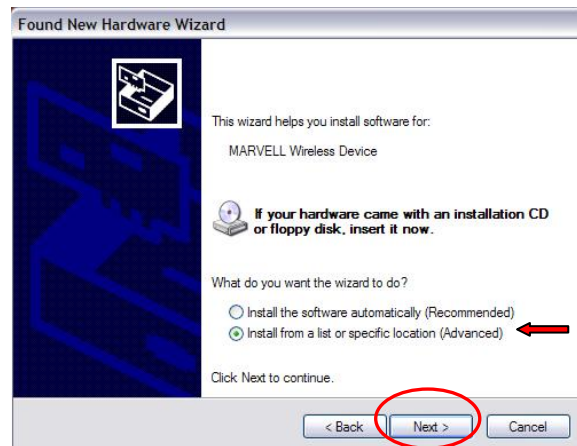 Found New Hardware Wizard
This wizard helps you install software for:
MARVELL Wireless Device
If your hardware came with an installation CD
or floppy disk, insert it now.
What do you want the wizard to do?
Install the software automatically (Recommended)
Install from a list or specific location (Advanced)
Click Next to continue.
< Back Next > Cancel